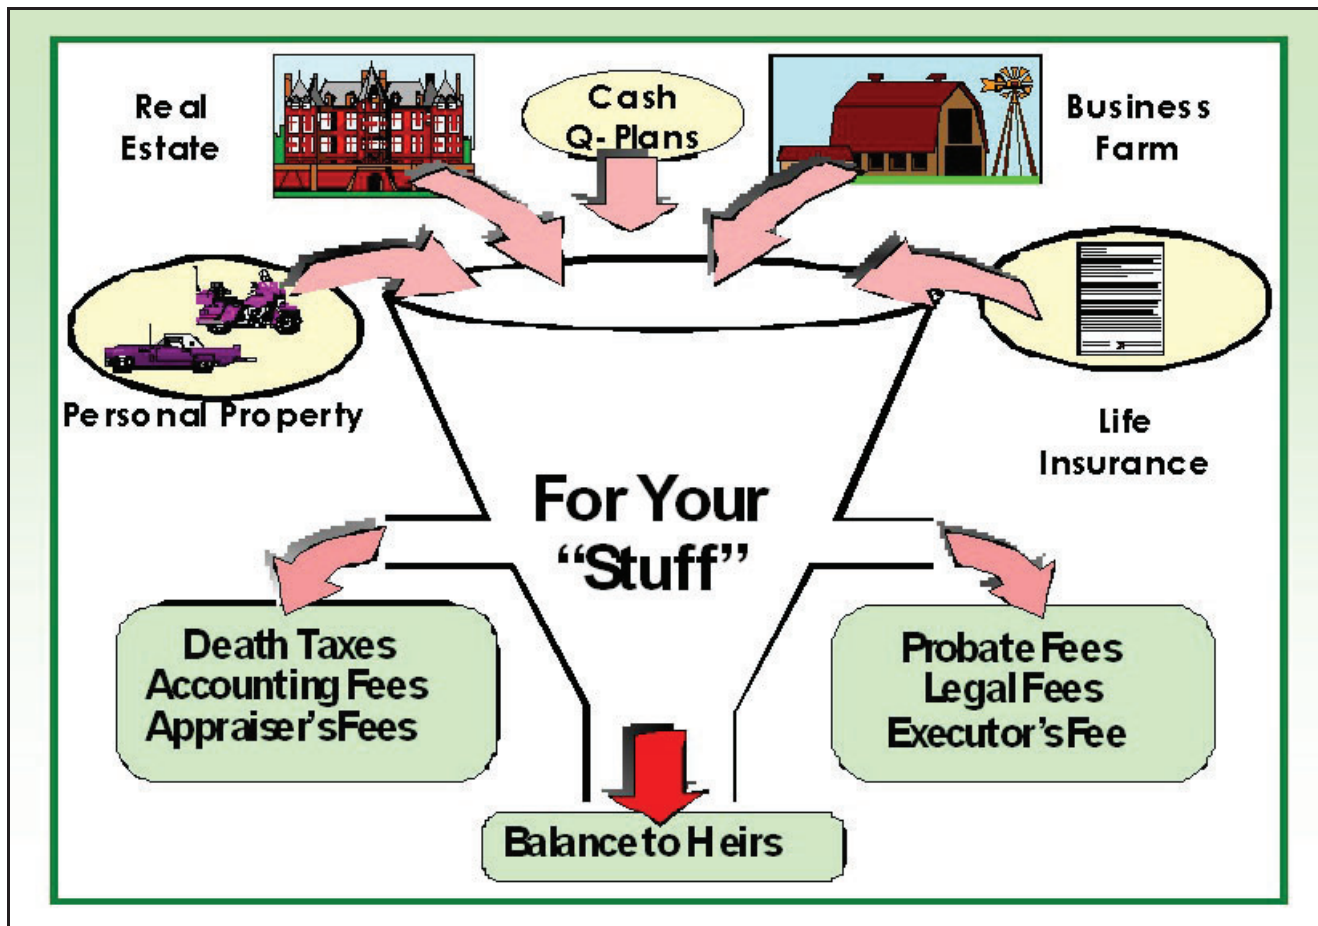 Real
Estate
Cash
Q-Plans
Business
Farm
Personal Property
Life
Insurance
For Your
“Stuff”
Death Taxes
Accounting Fees
Appraiser’s Fees
Probate Fees
Legal Fees
Executor’s Fee
Balance to Heirs